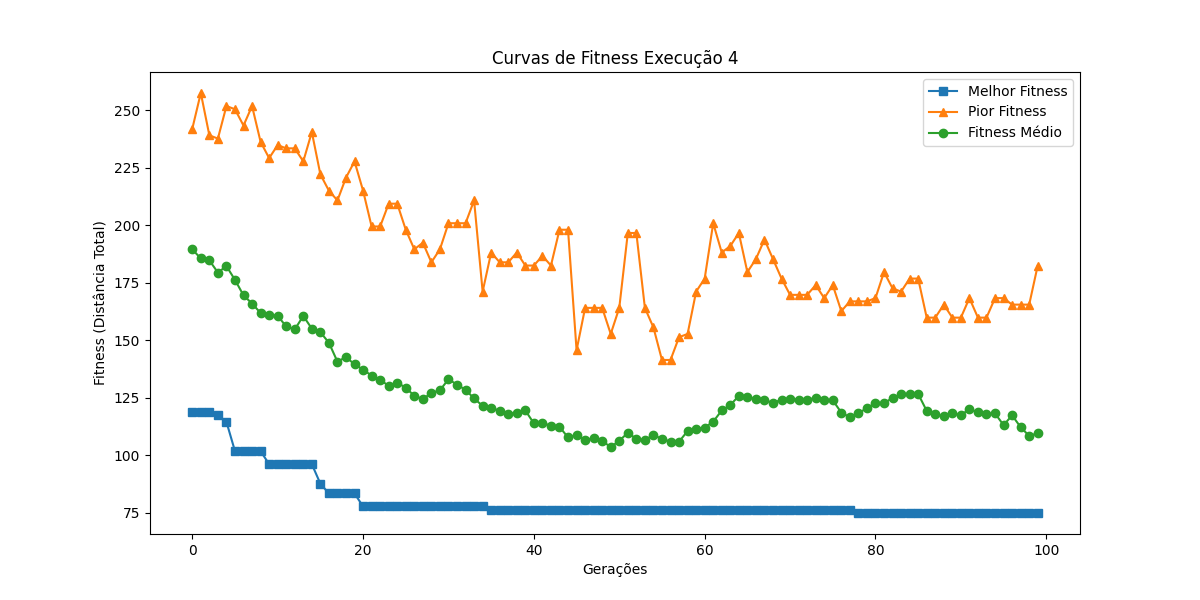 Curvas de Fitness Execução 4
Melhor Fitness
Pior Fitness
Fitness Médio
Fitness (Distância Total)
250
225
200
175
150
125
100
75
0
20
40
60
80
100
Gerações